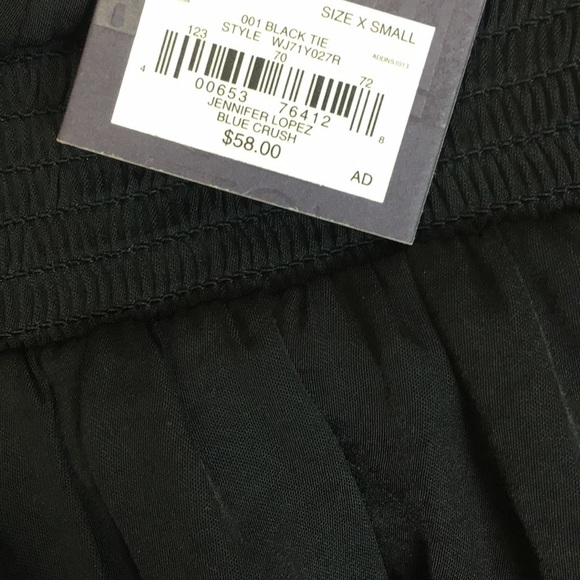 SIZE X SMALL
001 BLACK TIE
STYLE WJ71Y027R
123 70 72
4 00653 76412 8
JENNIFER LOPEZ
BLUE CRUSH
$58.00
AD